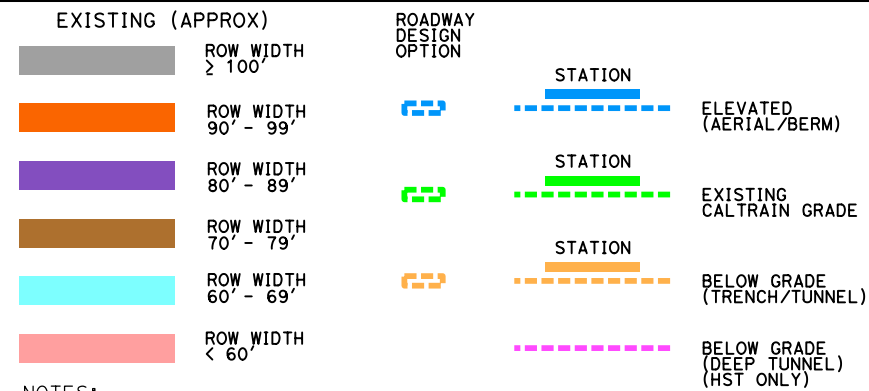 EXISTING (APPROX)
ROW WIDTH
≥ 100'
ROW WIDTH
90' - 99'
ROW WIDTH
80' - 89'
ROW WIDTH
70' - 79'
ROW WIDTH
60' - 69'
ROW WIDTH
< 60'
ROADWAY
DESIGN
OPTION
STATION
ELEVATED
(AERIAL/BERM)
STATION
EXISTING
CALTRAIN GRADE
STATION
BELOW GRADE
(TRENCH/TUNNEL)
BELOW GRADE
(DEEP TUNNEL)
(HST ONLY)
NOTES: